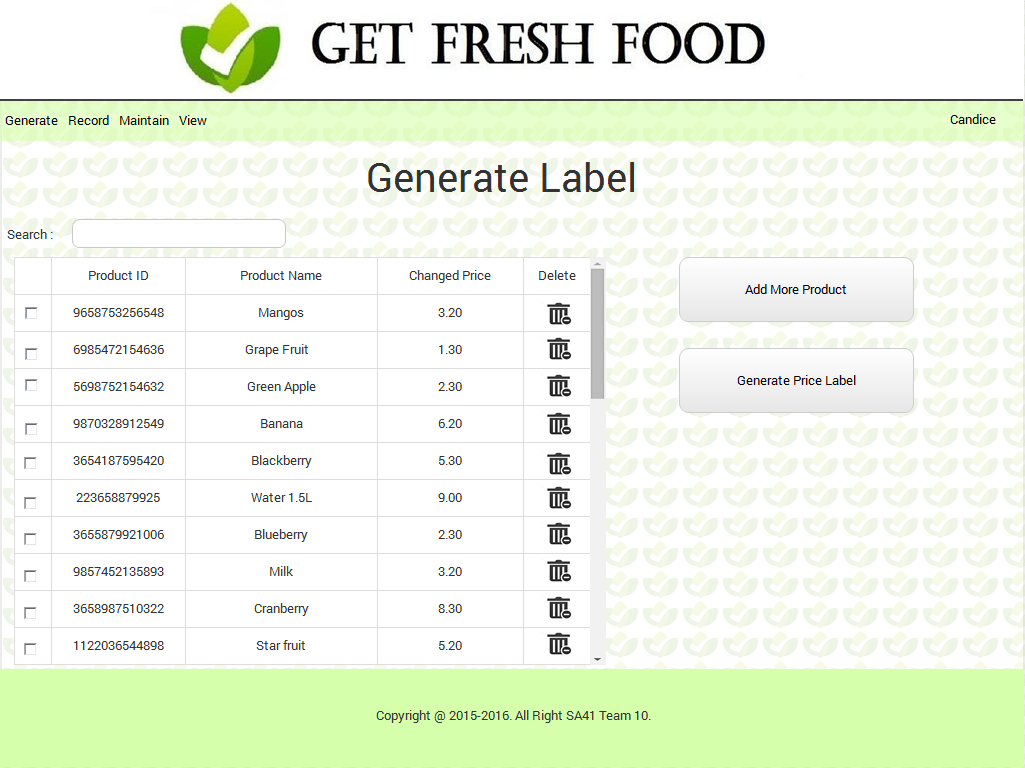 GET FRESH FOOD
Generate Record Maintain View Candice
Generate Label
Search :
Product ID Product Name Changed Price Delete
9658753256548 Mangos 3.20
6985472154636 Grape Fruit 1.30
5698752154632 Green Apple 2.30
9870328912549 Banana 6.20
3654187595420 Blackberry 5.30
223658879925 Water 1.5L 9.00
3655879921006 Blueberry 2.30
9857452135893 Milk 3.20
3658987510322 Cranberry 8.30
1122036544898 Star fruit 5.20
Add More Product
Generate Price Label
Copyright @ 2015-2016. All Right SA41 Team 10.